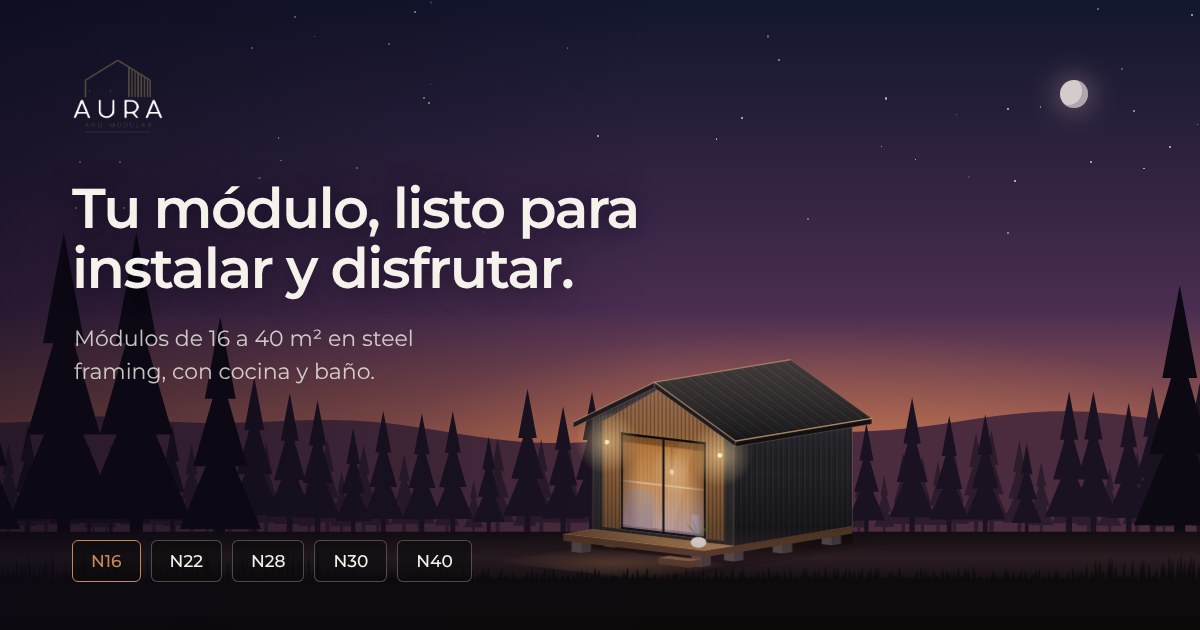 AURA
Tu módulo, listo para
instalar y disfrutar.
Módulos de 16 a 40 m² en steel
framing, con cocina y baño.
N16 N22 N28 N30 N40